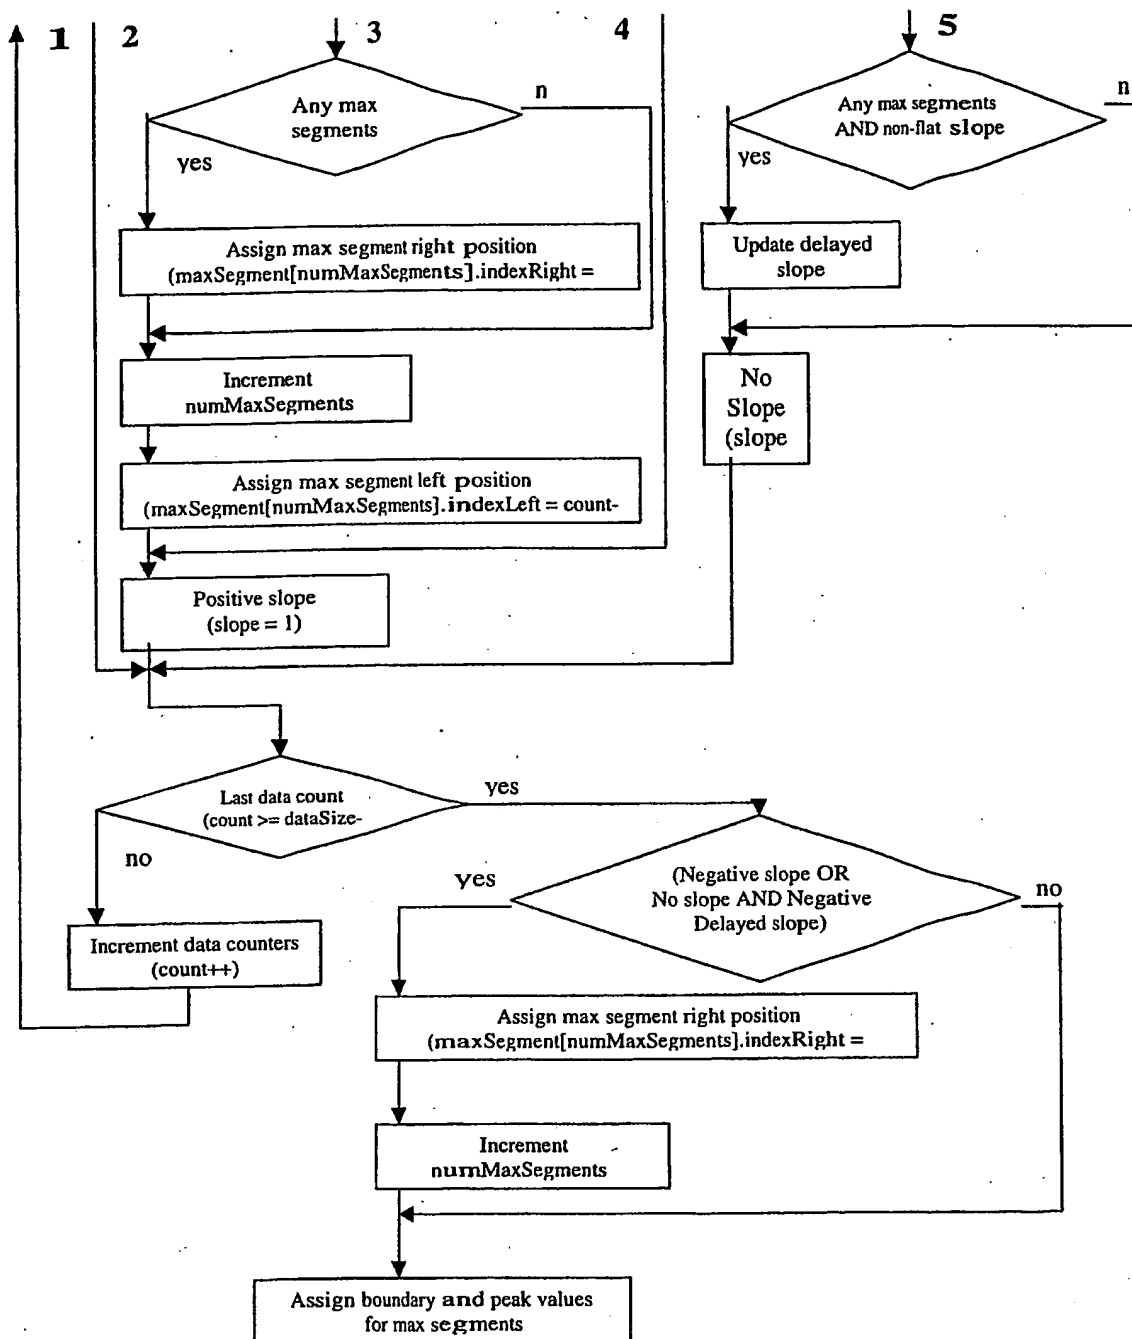 1 2 3 4 5
Any max
segments
n
yes
Any max segments
AND non-flat slope
n
yes
Assign max segment right position
(maxSegment[numMaxSegments].indexRight =
Update delayed
slope
Increment
numMaxSegments
No
Slope
(slope
Assign max segment left position
(maxSegment[numMaxSegments].indexLeft = count-
Positive slope
(slope = 1)
Last data count
(count >= dataSize-
yes
no
(Negative slope OR
No slope AND Negative
Delayed slope)
yes
no
Increment data counters
(count++)
Assign max segment right position
(maxSegment[numMaxSegments].indexRight =
Increment
numMaxSegments
Assign boundary and peak values
for max segments